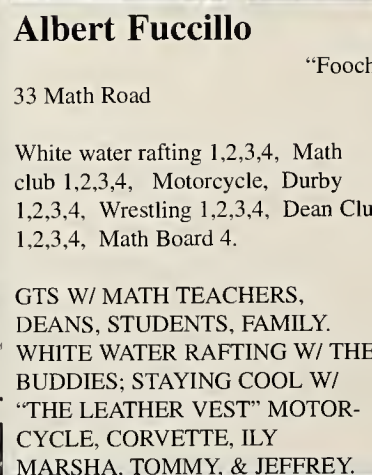 Albert Fuccillo
“Fooch
33 Math Road
White water rafting 1,2,3,4, Math
club 1,2,3,4, Motorcycle, Durby
1,2,3,4, Wrestling 1,2,3,4, Dean Clu
1,2,3,4, Math Board 4.
GTS W/ MATH TEACHERS,
DEANS, STUDENTS, FAMILY.
WHITE WATER RAFTING W/ THE
BUDDIES; STAYING COOL W/
“THE LEATHER VEST” MOTOR-
CYCLE, CORVETTE, ILY
MARSHA, TOMMY, & JEFFREY.